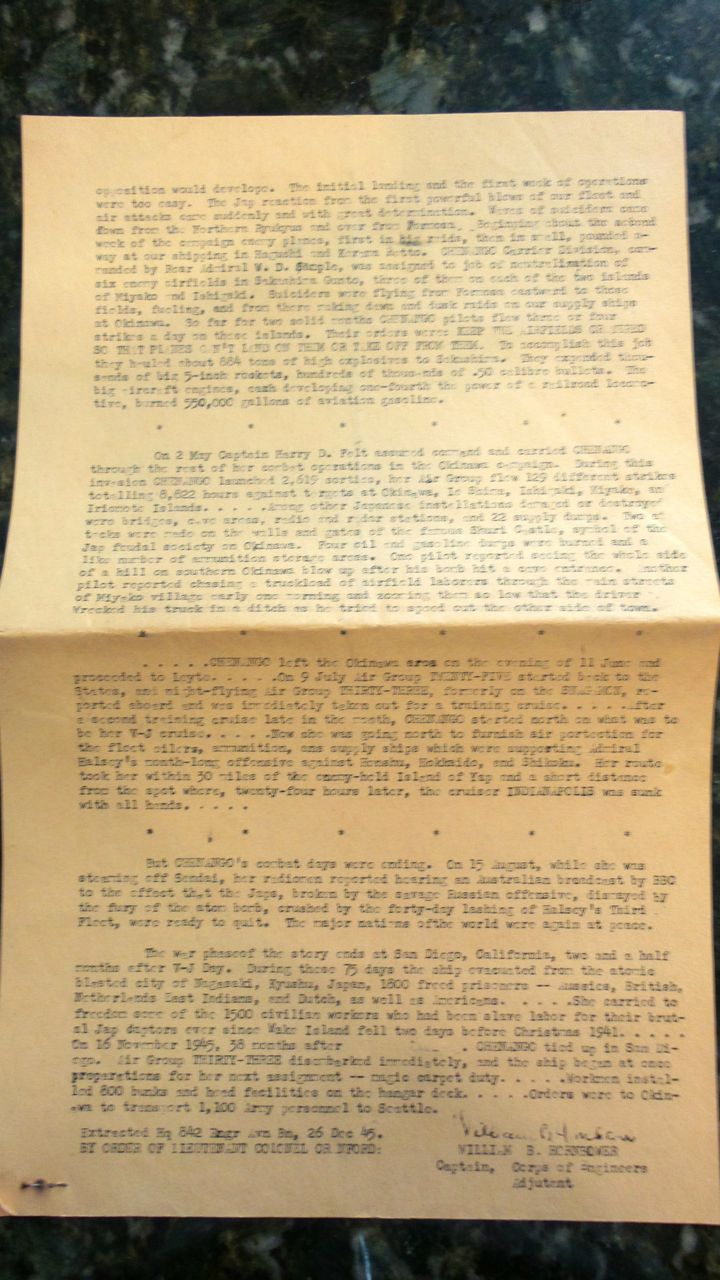 opposition would develope. The initial landing and the first week of operations
were too easy. The Jap reaction from the first powerful blows of our fleet and
air attacks came suddenly and with great determination. Waves of suiciders came
down from the Northern Ryukyus and over from Formosa. Beginning about the second
week of the campaign enemy planes, first in big raids, then in small, pounded a-
way at our shipping in Hagushi and Kerama Retto. CHENANGO Carrier Division, com-
manded by Rear Admiral W. D. Sample, was assigned to job of neutralization of
six enemy airfields in Sakashima Gunto, three of them on each of the two islands
of Miyako and Ishigaki. Suiciders were flying from Formosa eastward to those
fields, fueling, and from there making dawn and dusk raids on our supply ships
at Okinawa. So far for two solid months CHENANGO pilots flew three or four
strikes a day on these islands. Their orders were: KEEP THE AIRFIELDS
SO THAT PLANES CAN'T LAND ON THEM OR TAKE OFF FROM THEM. To accomplish this job
they hauled about 684 tons of high explosives to Sakashima. They expended thou-
sands of big 5-inch rockets, hundreds of thousands of .50 calibre bullets. The
big aircraft engines, each developing one-fourth the power of a railroad locomo-
tive, burned 550,000 gallons of aviation gasoline.
* * * * * *
On 2 May Captain Harry D. Felt assumed command and carried CHENANGO
through the rest of her combat operations in the Okinawa campaign. During this
invasion CHENANGO launched 2,619 sorties, her Air Group flew 129 different strikes
totalling 8,622 hours against targets at Okinawa, Ie Shima, Ishigaki, Miyako, an
Iriomote Islands. . . . .Among other Japanese installations damaged or destroyed
were bridges, cave areas, radio and radar stations, and 22 supply dumps. Two at
tacks were made on the walls and gates of the famous Shuri Castle, symbol of the
Jap feudal society on Okinawa. Four oil and gasoline dumps were burned and a
like number of ammunition storage areas. One pilot reported seeing the whole side
of a hill on southern Okinawa blow up after his bomb hit a cave entrance. Another
pilot reported chasing a truckload of airfield laborers through the main streets
of Miyako village early one morning and zooming them so low that the driver
Wrecked his truck in a ditch as he tried to speed out the other side of town.
* * * * * *
. . . . .CHENANGO left the Okinawa area on the evening of 11 June and
proceeded to Leyte. . . . .On 9 July Air Group TWENTY-FIVE started back to the
States, and night-flying Air Group THIRTY-THREE, formerly on the SANGAMON, re-
ported aboard and was immediately taken out for a training cruise. . . . .After
a second training cruise late in the month, CHENANGO started north on what was to
be her V-J cruise. . . . .Now she was going north to furnish air portection for
the fleet oilers, ammunition, ans supply ships which were supporting Admiral
Halsey's month-long offensive against Honshu, Hokkaido, and Shikoku. Her route
took her within 30 miles of the enemy-held Island of Yap and a short distance
from the spot where, twenty-four hours later, the cruiser INDIANAPOLIS was sunk
with all hands. . . . .
* * * * * *
But CHENANGO's combat days were ending. On 15 August, while she was
steaming off Sendai, her radiomen reported hearing an Australian broadcast by BBC
to the effect that the Japs, broken by the savage Russian offensive, dismayed by
the fury of the atom bomb, crushed by the forty-day lashing of Halsey's Third
Fleet, were ready to quit. The major nations ofthe world were again at peace.
The war phaseof the story ends at San Diego, California, two and a half
months after V-J Day. During these 75 days the ship evacuated from the atomic
blasted city of Nagasaki, Kyushu, Japan, 1800 freed prisoners -- Aussies, British,
Netherlands East Indians, and Dutch, as well as Americans. . . . .She carried to
freedom some of the 1500 civilian workers who had been slave labor for their brut-
al Jap captors ever since Wake Island fell two days before Christmas 1941. . . . .
On 16 November 1945, 38 months after . CHENANGO tied up in San Di-
ego. Air Group THIRTY-THREE disembarked immediately, and the ship began at once
preparations for her next assignment -- magic carpet duty. . . . .Workmen instal-
led 800 bunks and head facilities on the hangar deck. . . . .Orders were to Okin-
awa to transport 1,100 Army personnel to Seattle.
Extracted Hq 842 Engr Avn Bn, 26 Dec 45.
BY ORDER OF LIEUTENANT COLONEL
William B Hornbower
WILLIAM B. HORNBOWER
Captain, Corps of Engineers
Adjutant